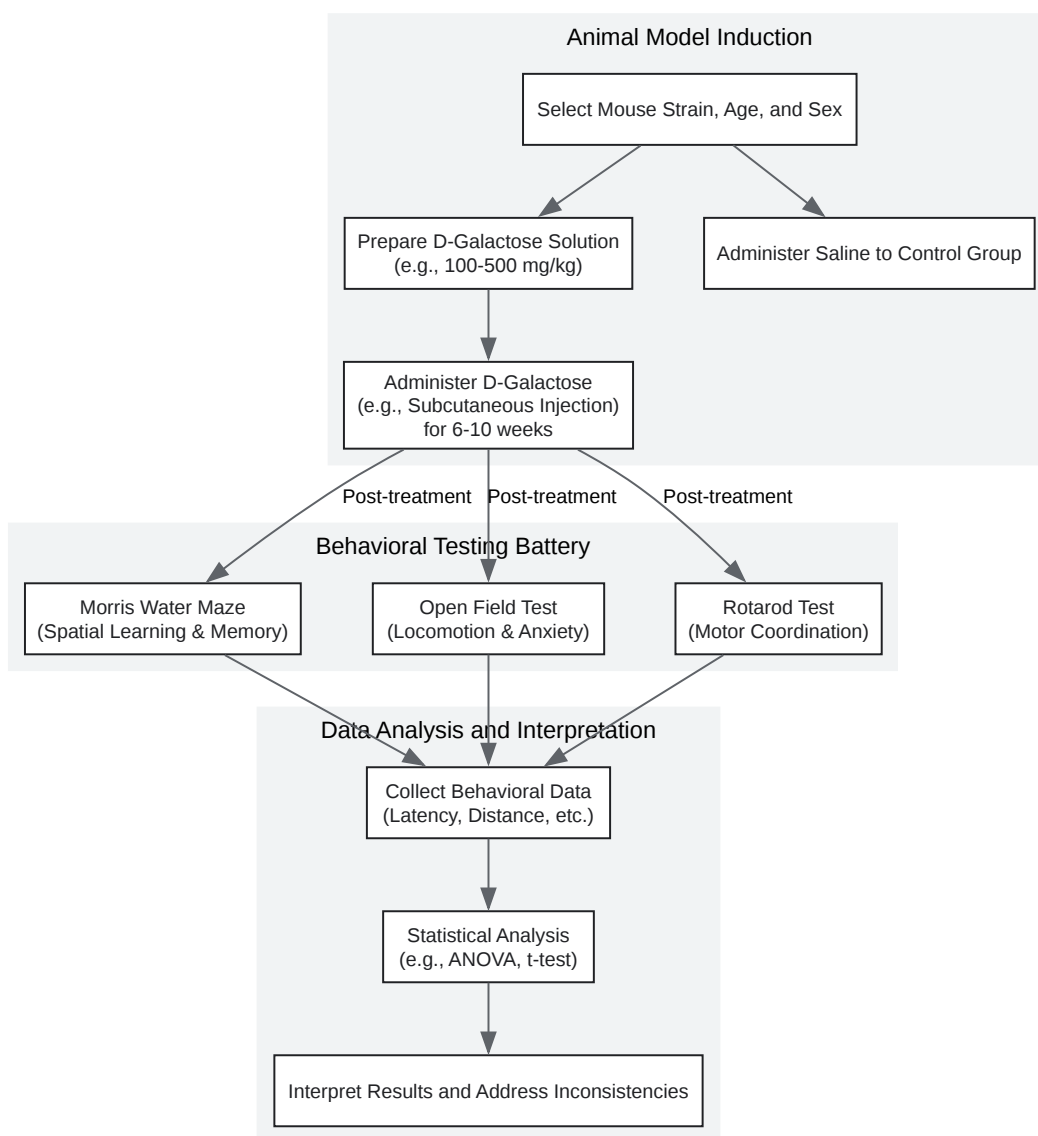 Animal Model Induction
Select Mouse Strain, Age, and Sex
Prepare D-Galactose Solution
(e.g., 100-500 mg/kg)
Administer Saline to Control Group
Administer D-Galactose
(e.g., Subcutaneous Injection)
for 6-10 weeks
Post-treatment
Post-treatment
Post-treatment
Behavioral Testing Battery
Morris Water Maze
(Spatial Learning & Memory)
Open Field Test
(Locomotion & Anxiety)
Rotarod Test
(Motor Coordination)
Data Analysis and Interpretation
Collect Behavioral Data
(Latency, Distance, etc.)
Statistical Analysis
(e.g., ANOVA, t-test)
Interpret Results and Address Inconsistencies